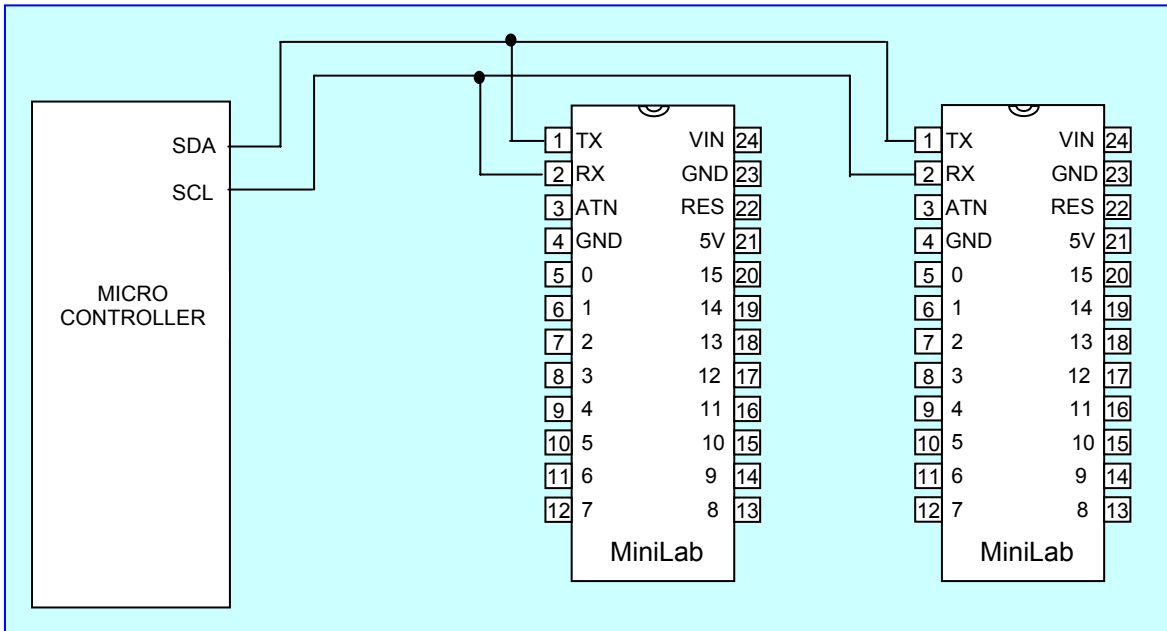 SDA
SCL
MICRO
CONTROLLER
1 TX VIN 24
2 RX GND 23
3 ATN RES 22
4 GND 5V 21
5 0 15 20
6 1 14 19
7 2 13 18
8 3 12 17
9 4 11 16
10 5 10 15
11 6 9 14
12 7 8 13
MiniLab
1 TX VIN 24
2 RX GND 23
3 ATN RES 22
4 GND 5V 21
5 0 15 20
6 1 14 19
7 2 13 18
8 3 12 17
9 4 11 16
10 5 10 15
11 6 9 14
12 7 8 13
MiniLab